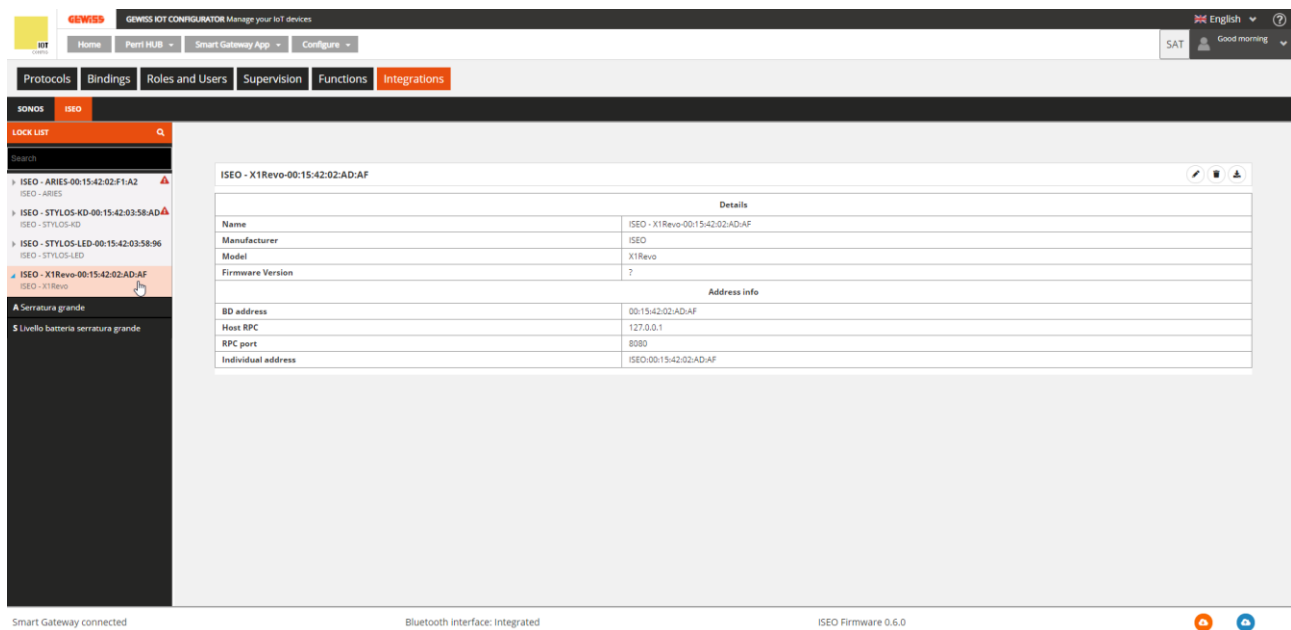 GEWISS GEWISS IOT CONFIGURATOR Manage your IoT devices English
IOT
Home Perri HUB Smart Gateway App Configure SAT Good morning
Protocols Bindings Roles and Users Supervision Functions Integrations
SONOS ISEO
LOCK LIST
Search
ISEO - ARIES-00:15:42:02:F1:A2
ISEO - ARIES
ISEO - STYLOS-KD-00:15:42:03:58:AD
ISEO - STYLOS-KD
ISEO - STYLOS-LED-00:15:42:03:58:96
ISEO - STYLOS-LED
ISEO - X1Revo-00:15:42:02:AD:AF
ISEO - X1Revo
A Serratura grande
S Livello batteria serratura grande
ISEO - X1Revo-00:15:42:02:AD:AF
Details
Name ISEO - X1Revo-00:15:42:02:AD:AF
Manufacturer ISEO
Model X1Revo
Firmware Version ?
Address info
BD address 00:15:42:02:AD:AF
Host RPC 127.0.0.1
RPC port 8080
Individual address ISEO:00:15:42:02:AD:AF
Smart Gateway connected Bluetooth interface: Integrated ISEO Firmware 0.6.0